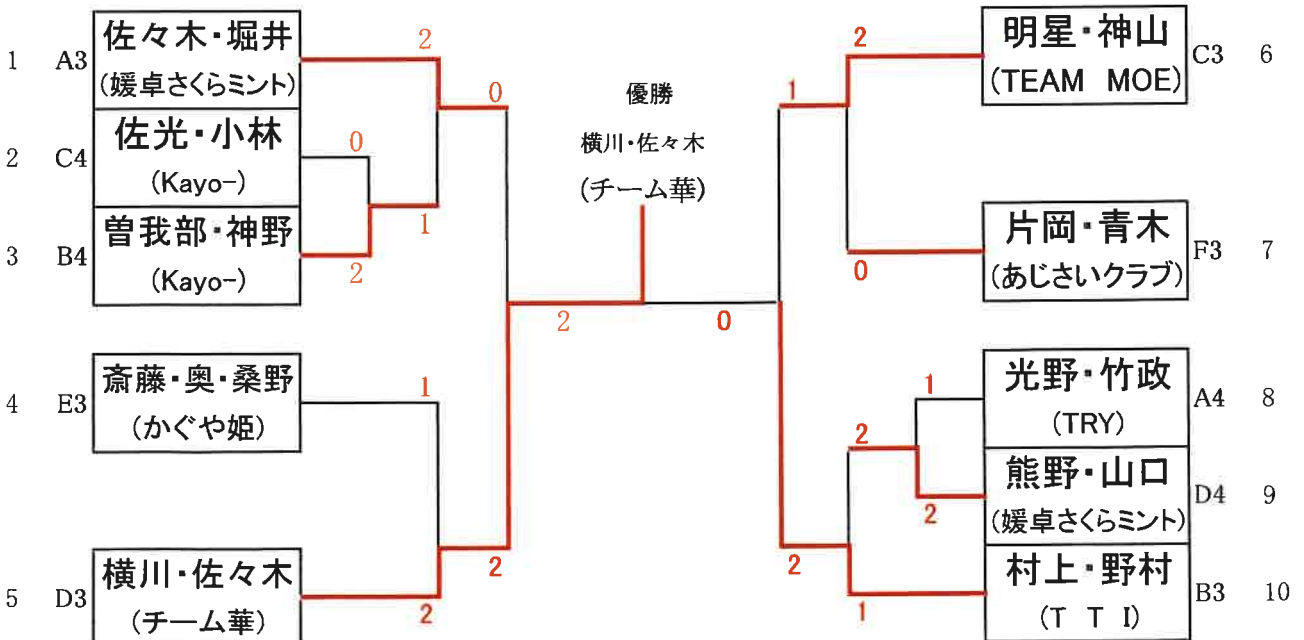 1 A3 佐々木・堀井
(媛卓さくらミント)
2 C4 佐光・小林
(Kayo-)
3 B4 曽我部・神野
(Kayo-)
4 E3 斎藤・奥・桑野
(かぐや姫)
5 D3 横川・佐々木
(チーム華)
2
0
0
1
2
1
2
2
優勝
横川・佐々木
(チーム華)
2
0
1
2
0
1
2
2
2
1
明星・神山 C3 6
(TEAM MOE)
片岡・青木 F3 7
(あじさいクラブ)
光野・竹政 A4 8
(TRY)
熊野・山口 D4 9
(媛卓さくらミント)
村上・野村 B3 10
(T T I)